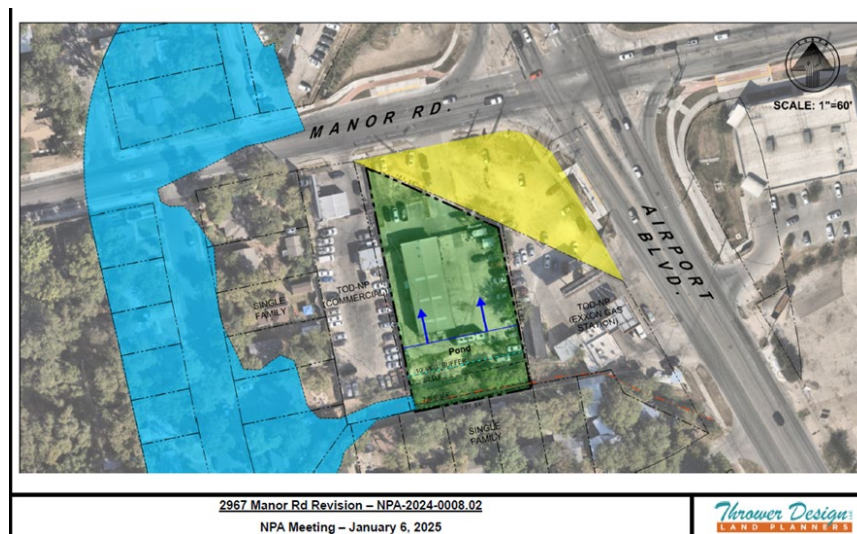 SCALE: 1"=60'
MANOR RD.
AIRPORT
BLVD.
SINGLE
FAMILY
TOD-NP
(COMMERCIAL)
TOD-NP
(EXXON GAS
STATION)
Pond
BUFFER
SINGLE
FAMILY
2967 Manor Rd Revision – NPA-2024-0008.02
NPA Meeting – January 6, 2025
Thrower Design
LAND PLANNERS